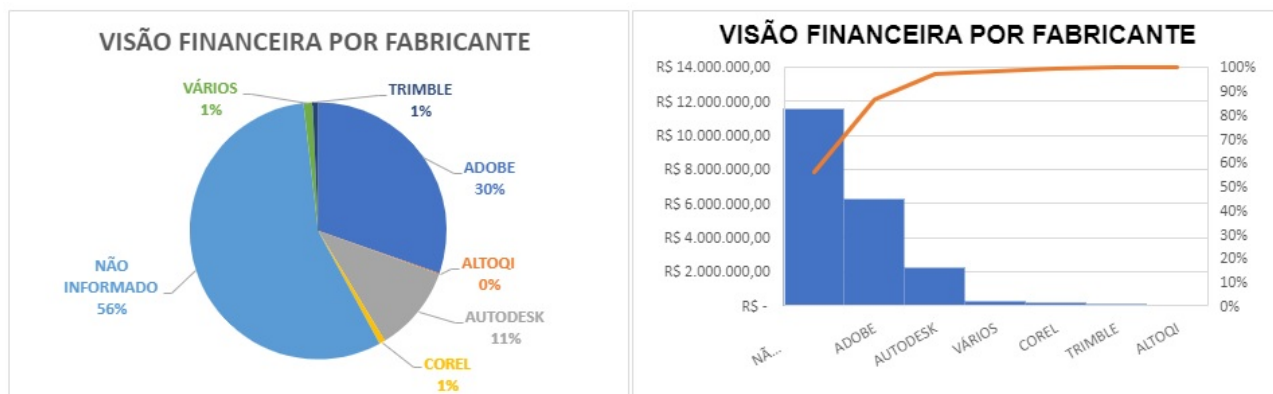 VISÃO FINANCEIRA POR FABRICANTE
VÁRIOS
1%
TRIMBLE
1%
ADOBE
30%
ALTOQI
0%
AUTODESK
11%
COREL
1%
NÃO
INFORMADO
56%
VISÃO FINANCEIRA POR FABRICANTE
R$ 14.000.000,00
R$ 12.000.000,00
R$ 10.000.000,00
R$ 8.000.000,00
R$ 6.000.000,00
R$ 4.000.000,00
R$ 2.000.000,00
R$ -
100%
90%
80%
70%
60%
50%
40%
30%
20%
10%
0%
NÃ...
ADOBE
AUTODESK
VÁRIOS
COREL
TRIMBLE
ALTOQI